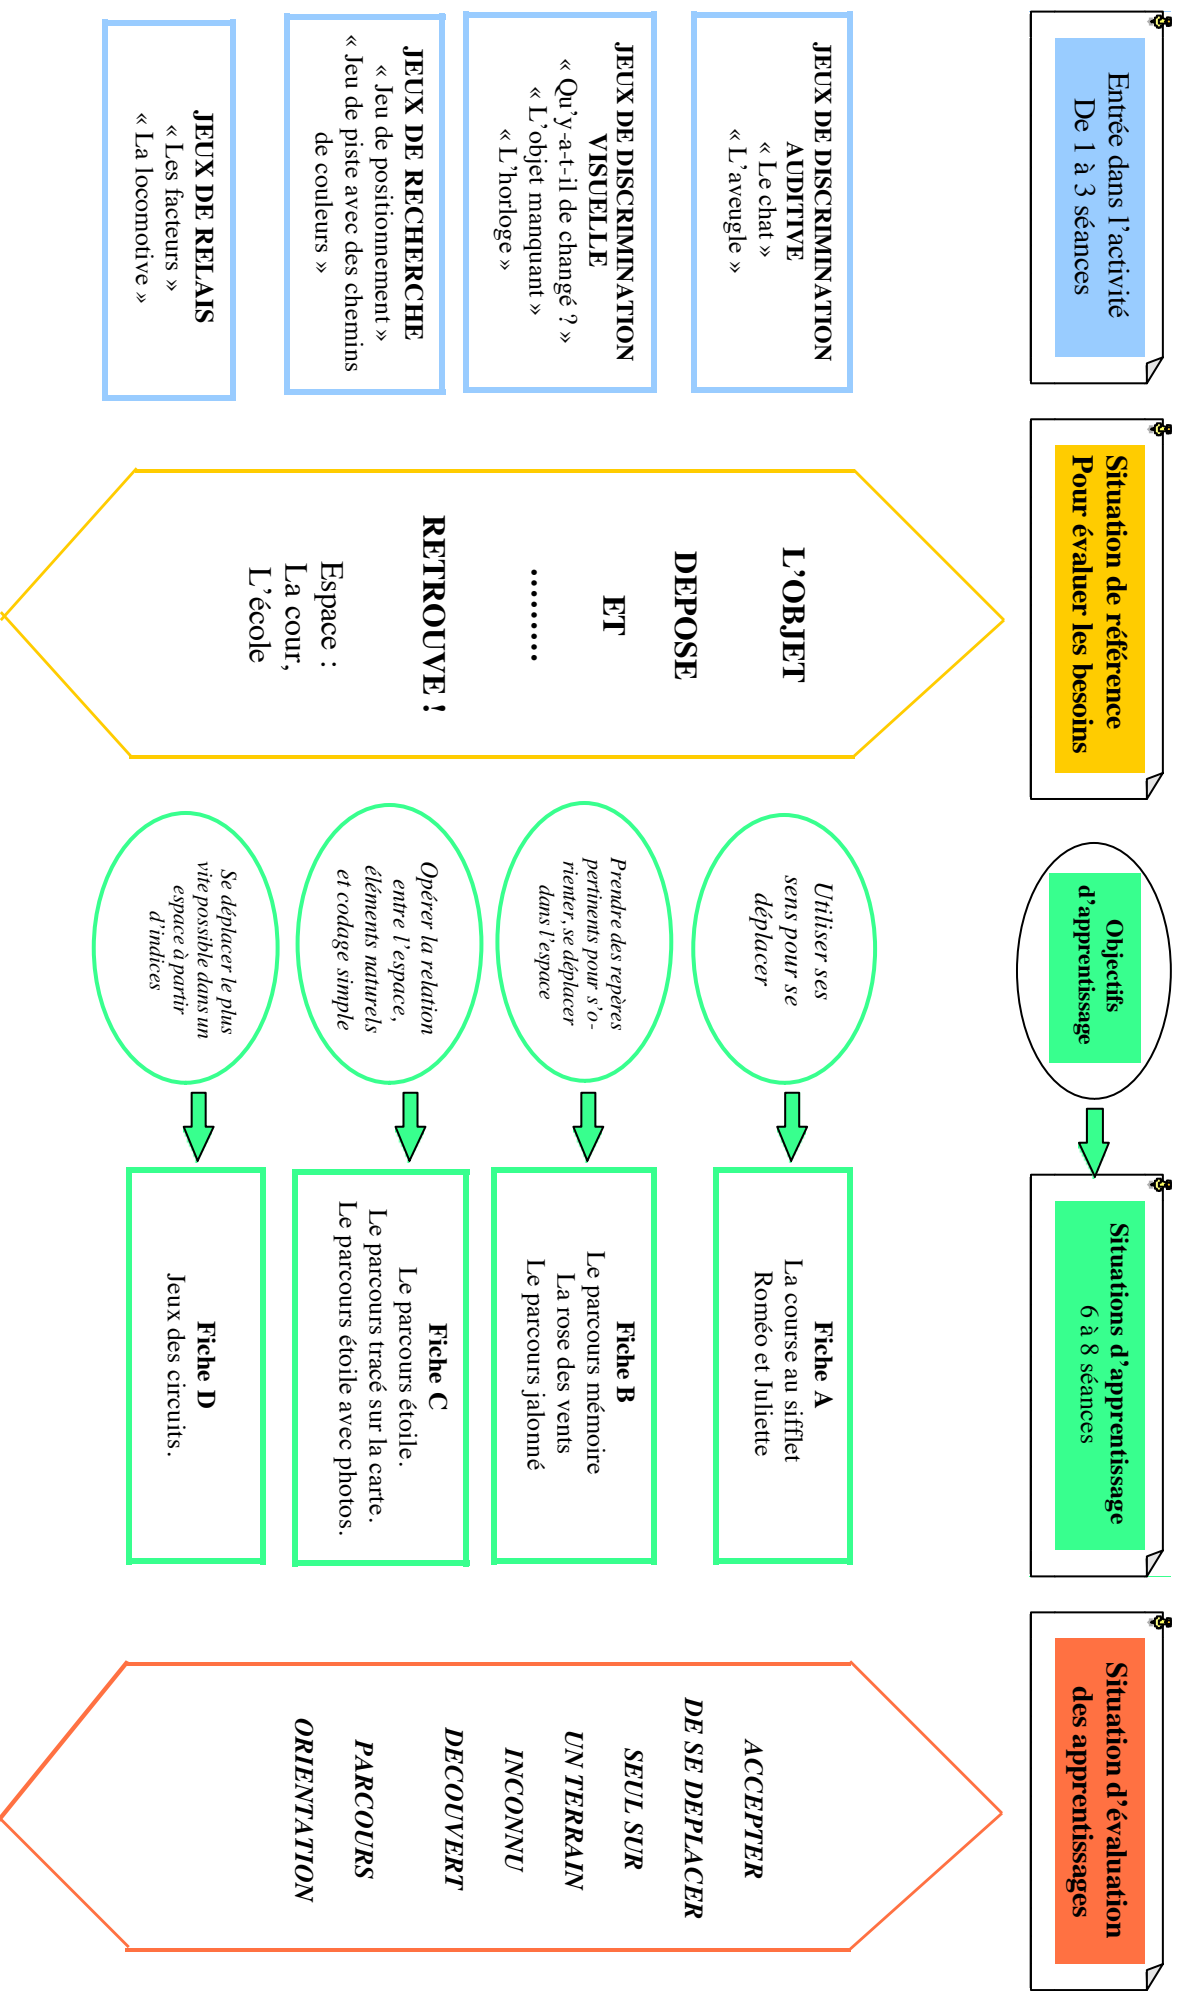 Entrée dans l’activité
De 1 à 3 séances
Situation de référence
Pour évaluer les besoins
Objectifs
d’apprentissage
Situations d’apprentissage
6 à 8 séances
Situation d’évaluation
des apprentissages
JEUX DE DISCRIMINATION
AUDITIVE
« Le chat »
« L’aveugle »
JEUX DE DISCRIMINATION
VISUELLE
« Qu’y-a-t-il de changé ? »
« L’objet manquant »
« L’horloge »
JEUX DE RECHERCHE
« Jeu de positionnement »
« Jeu de piste avec des chemins
de couleurs »
JEUX DE RELAIS
« Les facteurs »
« La locomotive »
L’OBJET
DEPOSE
ET
………
RETROUVE !
Espace :
La cour,
L’école
Utiliser ses
sens pour se
déplacer
Prendre des repères
pertinents pour s’o-
rienter, se déplacer
dans l’espace
Opérer la relation
entre l’espace,
éléments naturels
et codage simple
Se déplacer le plus
vite possible dans un
espace à partir
d’indices
Fiche A
La course au sifflet
Roméo et Juliette
Fiche B
Le parcours mémoire
La rose des vents
Le parcours jalonné
Fiche C
Le parcours étoile.
Le parcours tracé sur la carte.
Le parcours étoile avec photos.
Fiche D
Jeux des circuits.
ACCEPTER
DE SE DEPLACER
SEUL SUR
UN TERRAIN
INCONNU
DECOUVERT
PARCOURS
ORIENTATION